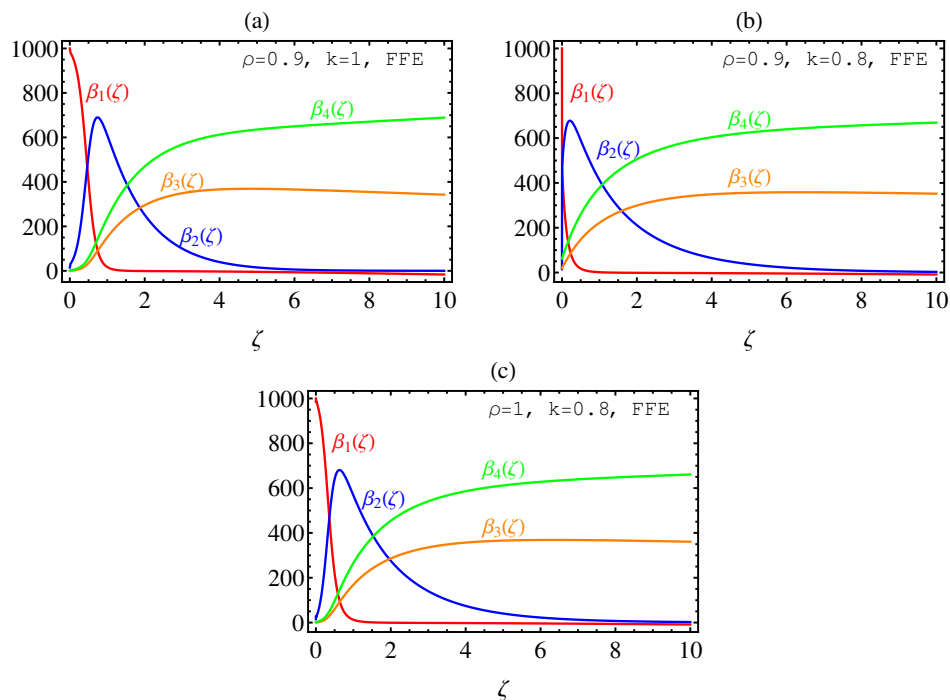 (a)
ρ=0.9, k=1, FFE
1000
800
600
400
200
0
β₁(ζ)
β₄(ζ)
β₃(ζ)
β₂(ζ)
0 2 4 6 8 10
ζ
(b)
ρ=0.9, k=0.8, FFE
1000
800
600
400
200
0
β₁(ζ)
β₄(ζ)
β₂(ζ)
β₃(ζ)
0 2 4 6 8 10
ζ
(c)
ρ=1, k=0.8, FFE
1000
800
600
400
200
0
β₁(ζ)
β₄(ζ)
β₂(ζ)
β₃(ζ)
0 2 4 6 8 10
ζ